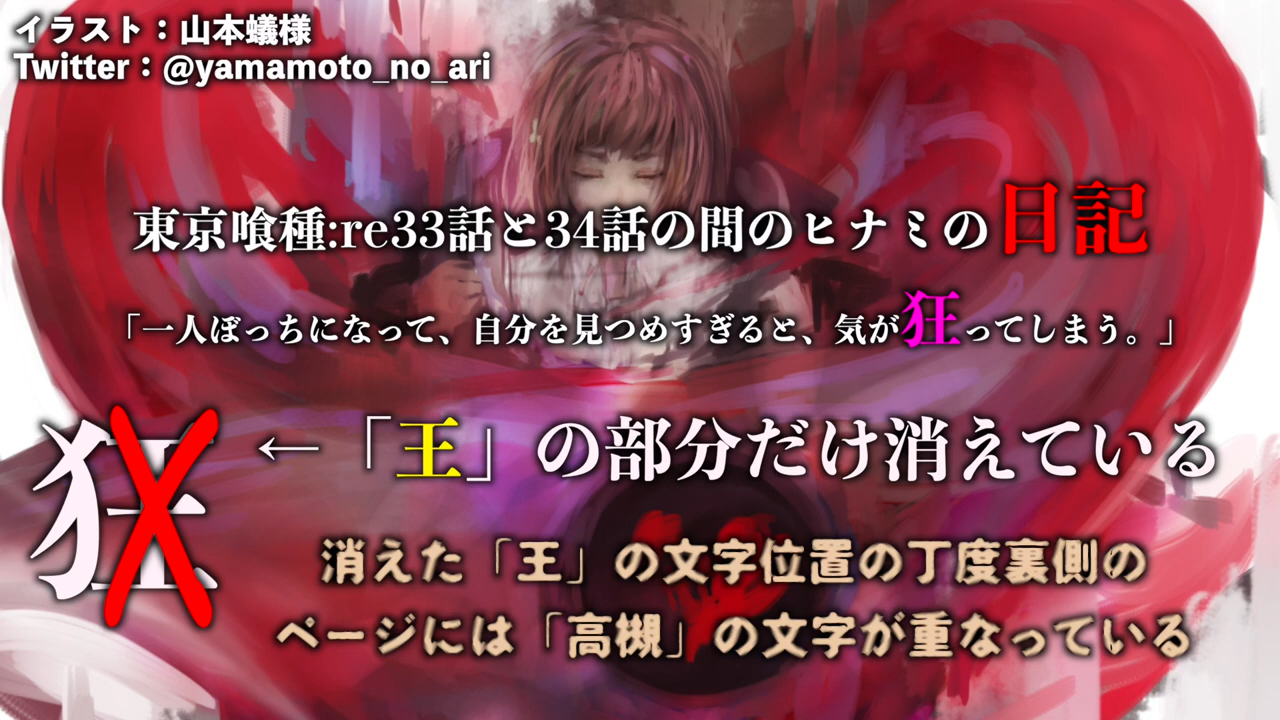 イラスト：山本蟻様
Twitter：@yamamoto_no_ari
東京喰種:re33話と34話の間のヒナミの日記
「一人ぼっちになって、自分を見つめすぎると、気が狂ってしまう。」
狂 ←「王」の部分だけ消えている
消えた「王」の文字位置の丁度裏側の
ページには「高槻」の文字が重なっている